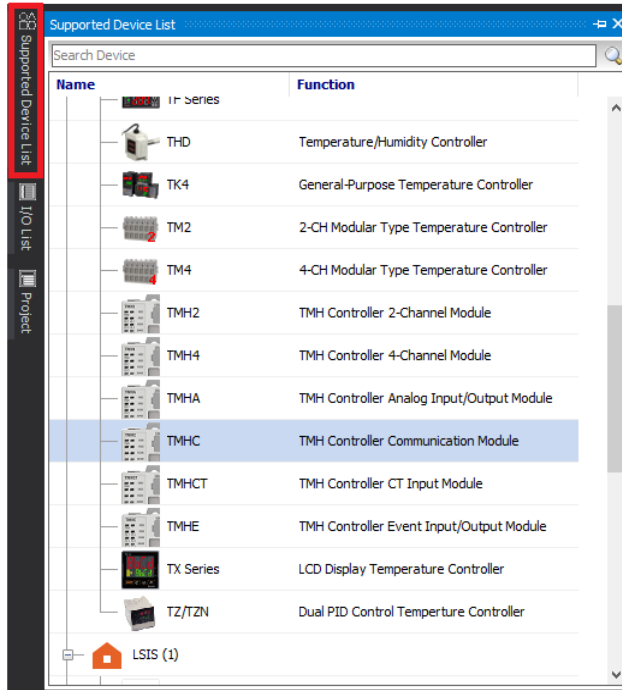 Supported Device List
I/O List
Project
Supported Device List
Search Device
Name Function
TF Series
THD Temperature/Humidity Controller
TK4 General-Purpose Temperature Controller
TM2 2-CH Modular Type Temperature Controller
TM4 4-CH Modular Type Temperature Controller
TMH2 TMH Controller 2-Channel Module
TMH4 TMH Controller 4-Channel Module
TMHA TMH Controller Analog Input/Output Module
TMHC TMH Controller Communication Module
TMHCT TMH Controller CT Input Module
TMHE TMH Controller Event Input/Output Module
TX Series LCD Display Temperature Controller
TZ/TZN Dual PID Control Temperture Controller
LSIS (1)